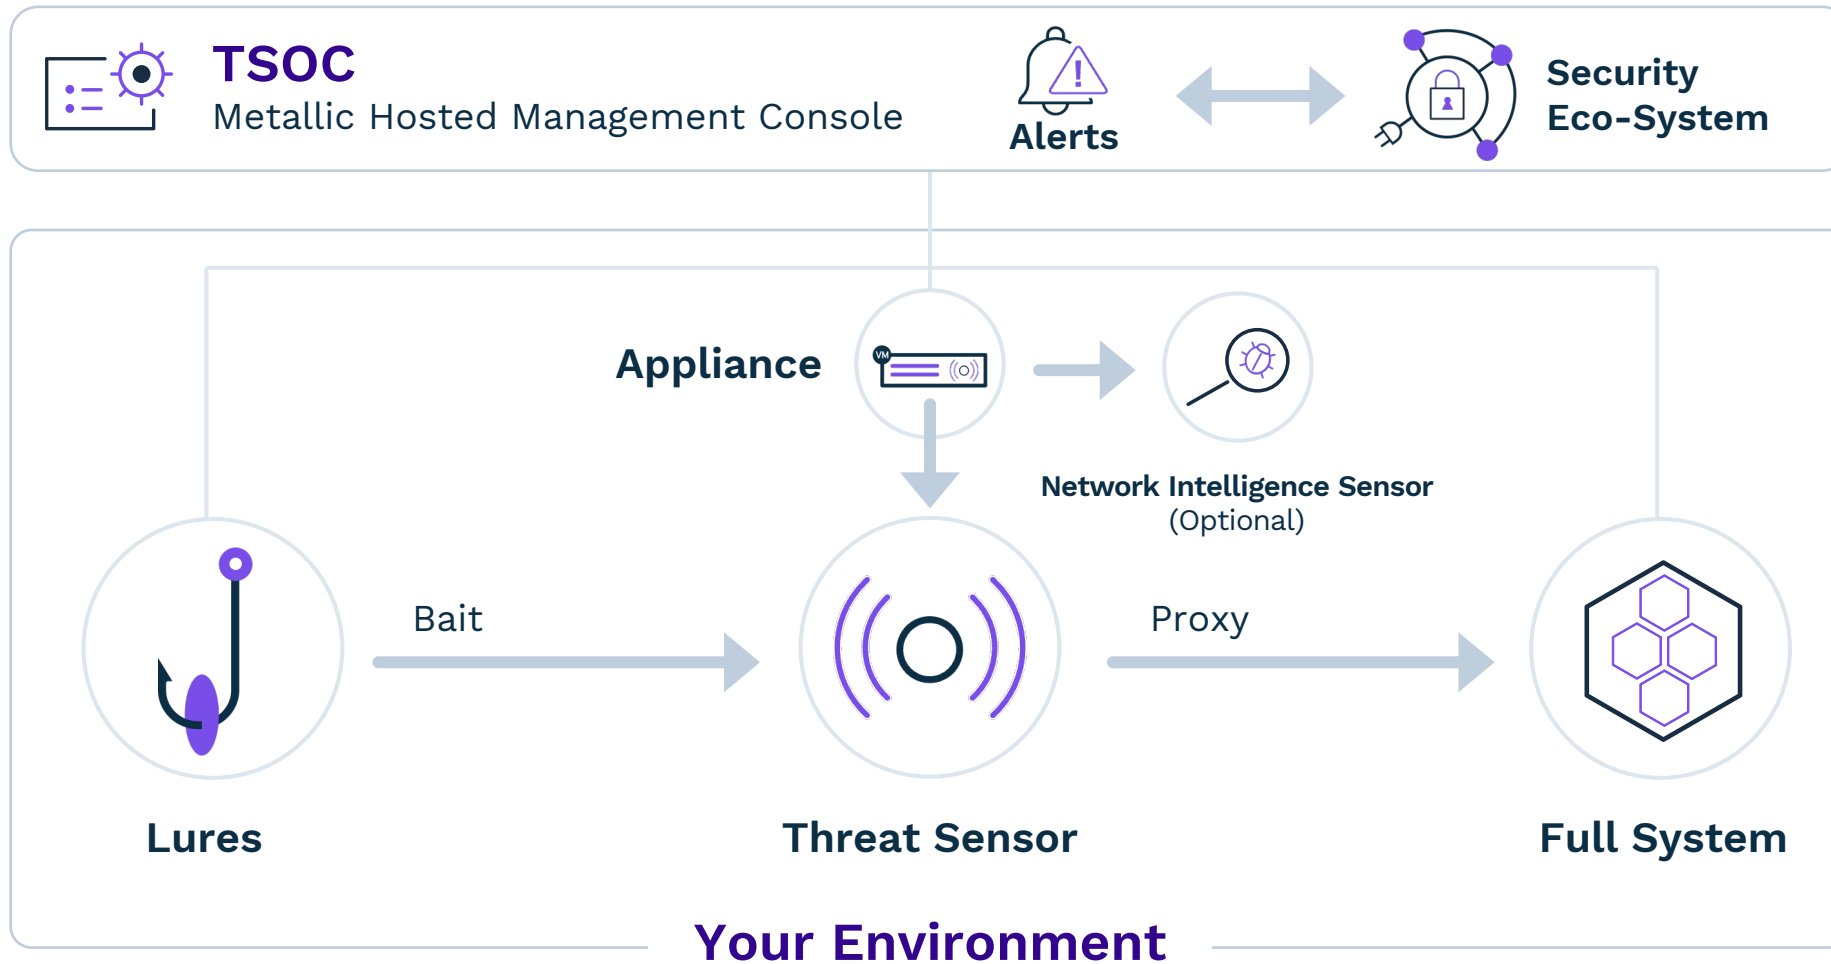 TSOC
Metallic Hosted Management Console
Alerts
Security
Eco-System
Appliance
VM
Network Intelligence Sensor
(Optional)
Bait
Proxy
Lures
Threat Sensor
Full System
Your Environment